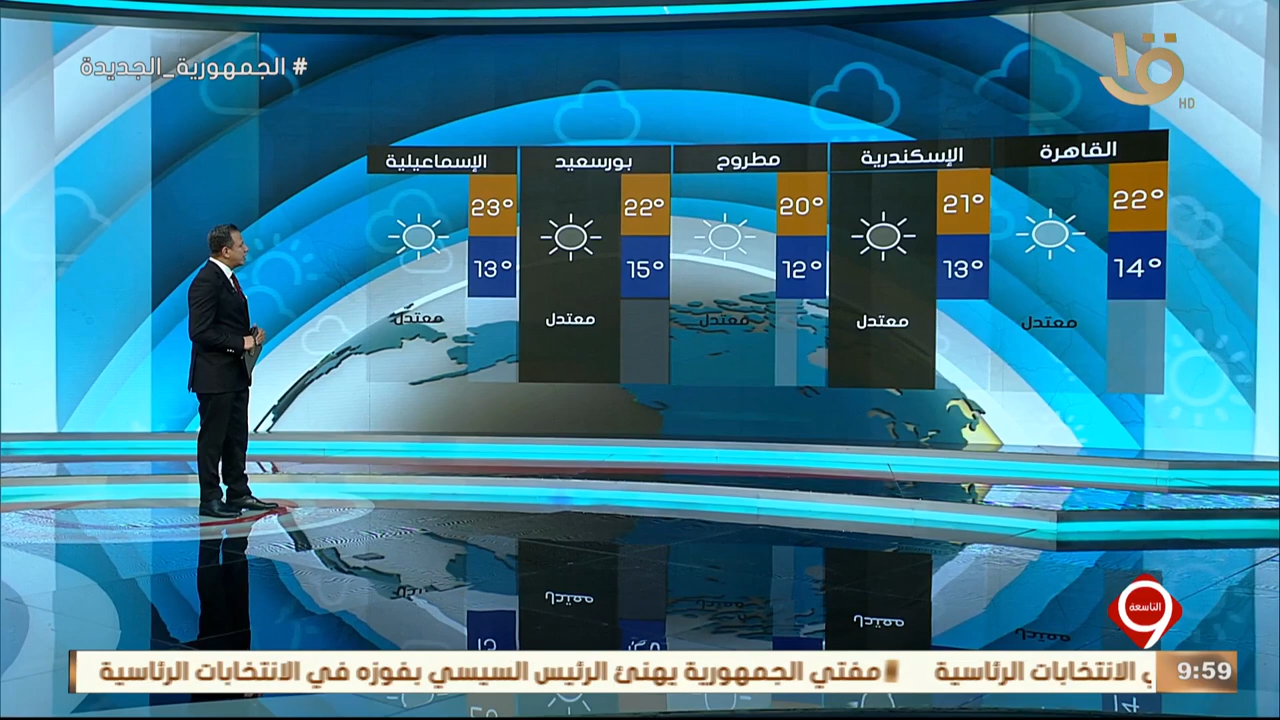 # الجمهورية_الجديدة
HD
القاهرة
22°
14°
معتدل
الإسكندرية
21°
13°
معتدل
مطروح
20°
12°
معتدل
بورسعيد
22°
15°
معتدل
الإسماعيلية
23°
13°
معتدل
9
التاسعة
9:59
ي الانتخابات الرئاسية
مفتي الجمهورية يهنئ الرئيس السيسي بفوزه في الانتخابات الرئاسية